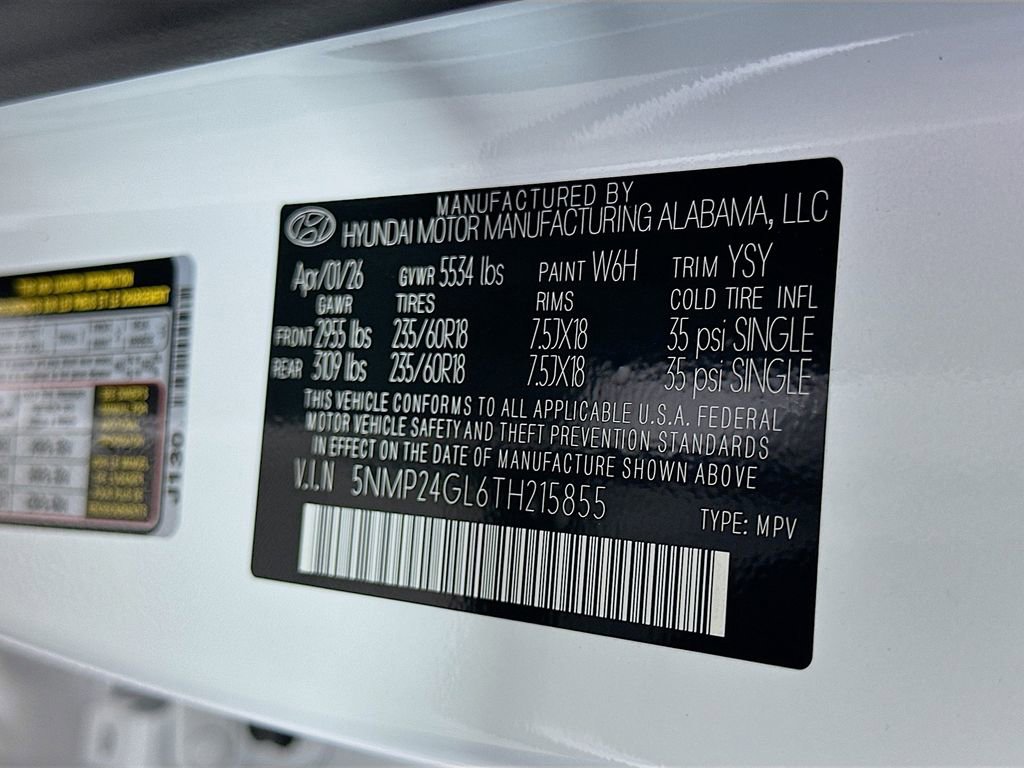 MANUFACTURED BY
HYUNDAI MOTOR MANUFACTURING ALABAMA, LLC
Apr/01/26 GVWR 5534 lbs PAINT W6H TRIM YSY
GAWR TIRES RIMS COLD TIRE INFL
FRONT 2955 lbs 235/60R18 7.5JX18 35 psi SINGLE
REAR 3109 lbs 235/60R18 7.5JX18 35 psi SINGLE
THIS VEHICLE CONFORMS TO ALL APPLICABLE U.S.A. FEDERAL
MOTOR VEHICLE SAFETY AND THEFT PREVENTION STANDARDS
IN EFFECT ON THE DATE OF MANUFACTURE SHOWN ABOVE
V.I.N 5NMP24GL6TH215855
TYPE: MPV
J130